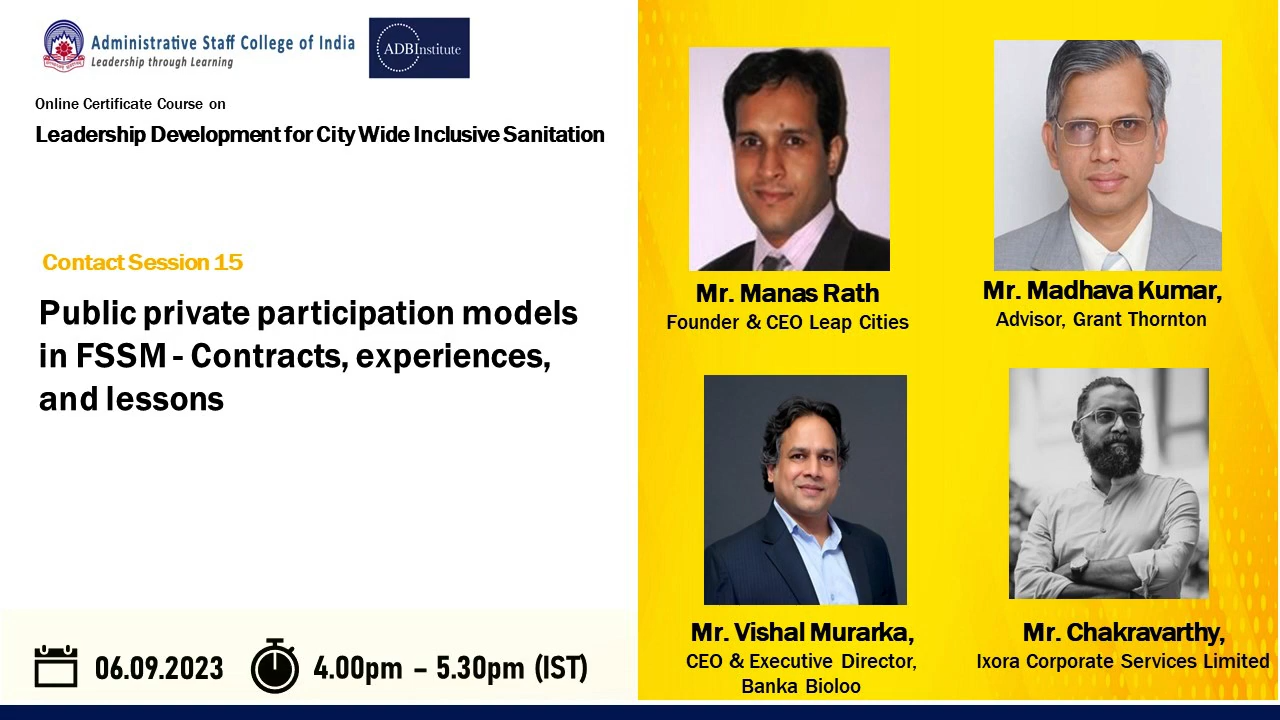 Administrative Staff College of India
Leadership through Learning
ADBInstitute
Online Certificate Course on
Leadership Development for City Wide Inclusive Sanitation
Contact Session 15
Public private participation models
in FSSM - Contracts, experiences,
and lessons
06.09.2023
4.00pm – 5.30pm (IST)
Mr. Manas Rath
Founder & CEO Leap Cities
Mr. Madhava Kumar,
Advisor, Grant Thornton
Mr. Vishal Murarka,
CEO & Executive Director,
Banka Bioloo
Mr. Chakravarthy,
Ixora Corporate Services Limited